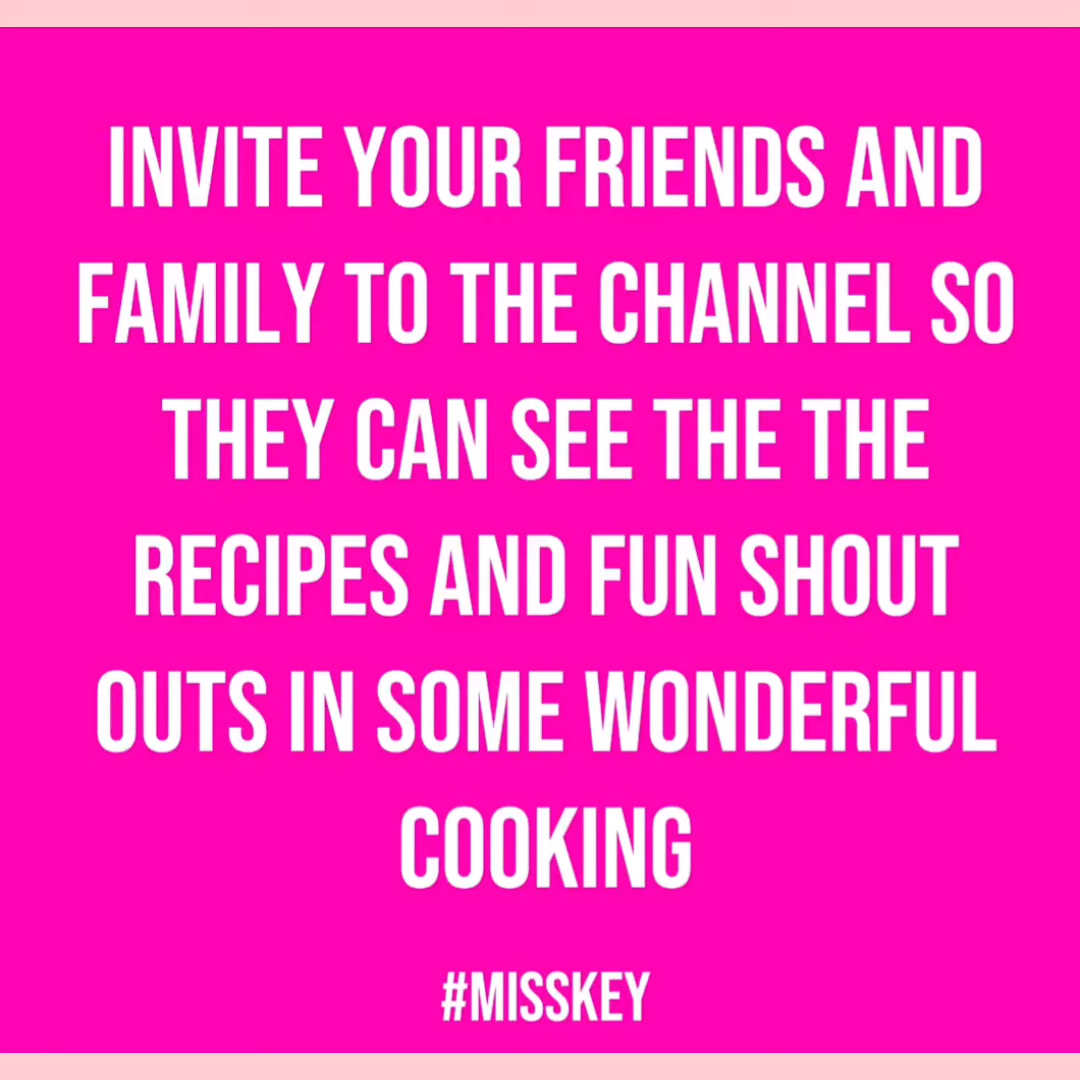 INVITE YOUR FRIENDS AND
FAMILY TO THE CHANNEL SO
THEY CAN SEE THE THE
RECIPES AND FUN SHOUT
OUTS IN SOME WONDERFUL
COOKING
#MISSKEY